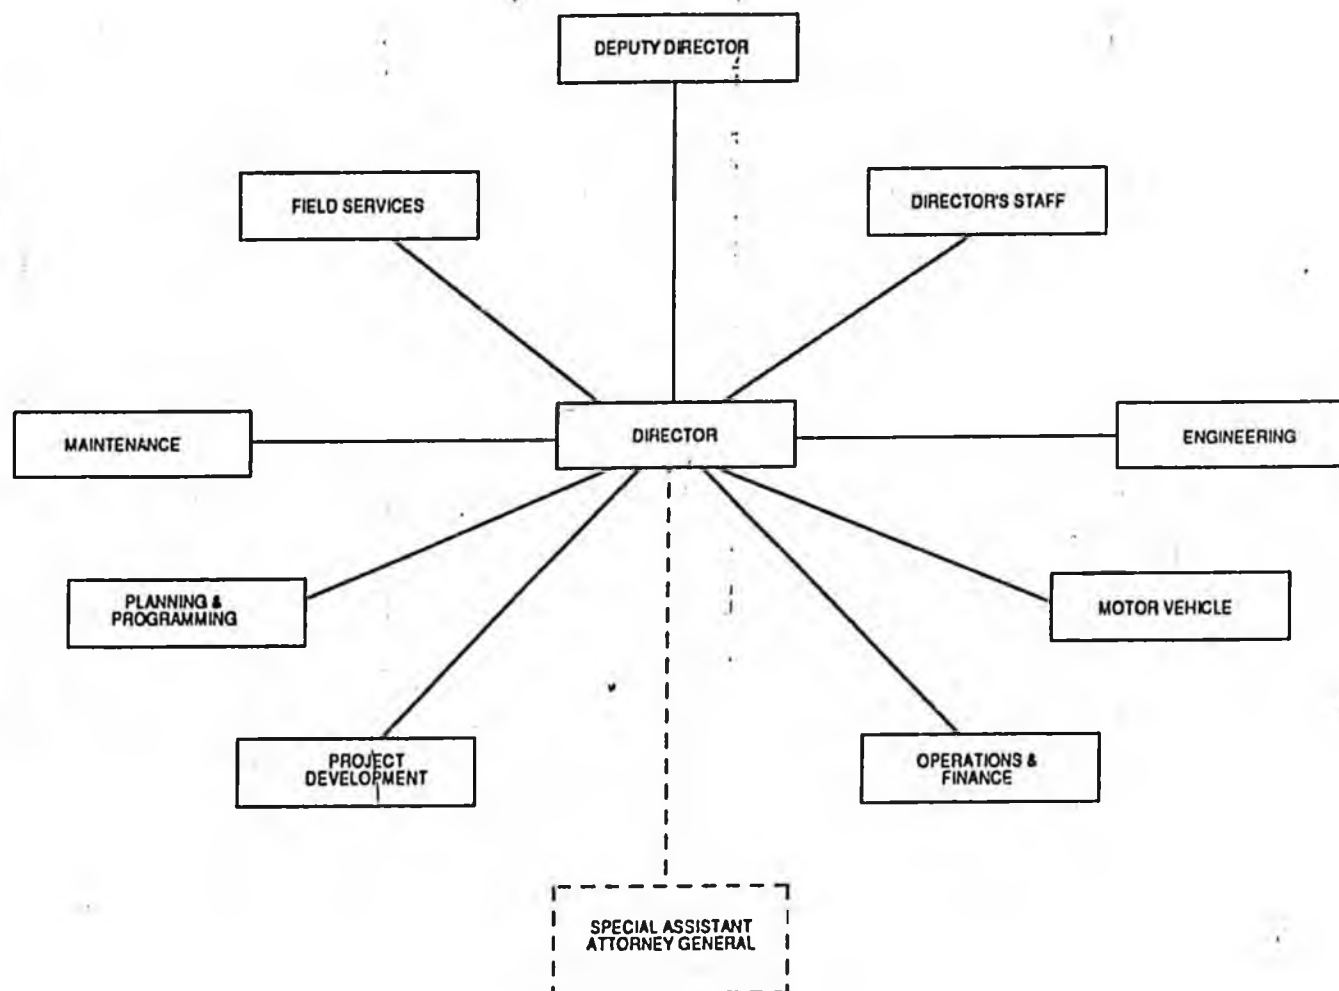 DEPUTY DIRECTOR
FIELD SERVICES
DIRECTOR'S STAFF
MAINTENANCE
DIRECTOR
ENGINEERING
PLANNING &
PROGRAMMING
MOTOR VEHICLE
PROJECT
DEVELOPMENT
OPERATIONS &
FINANCE
SPECIAL ASSISTANT
ATTORNEY GENERAL